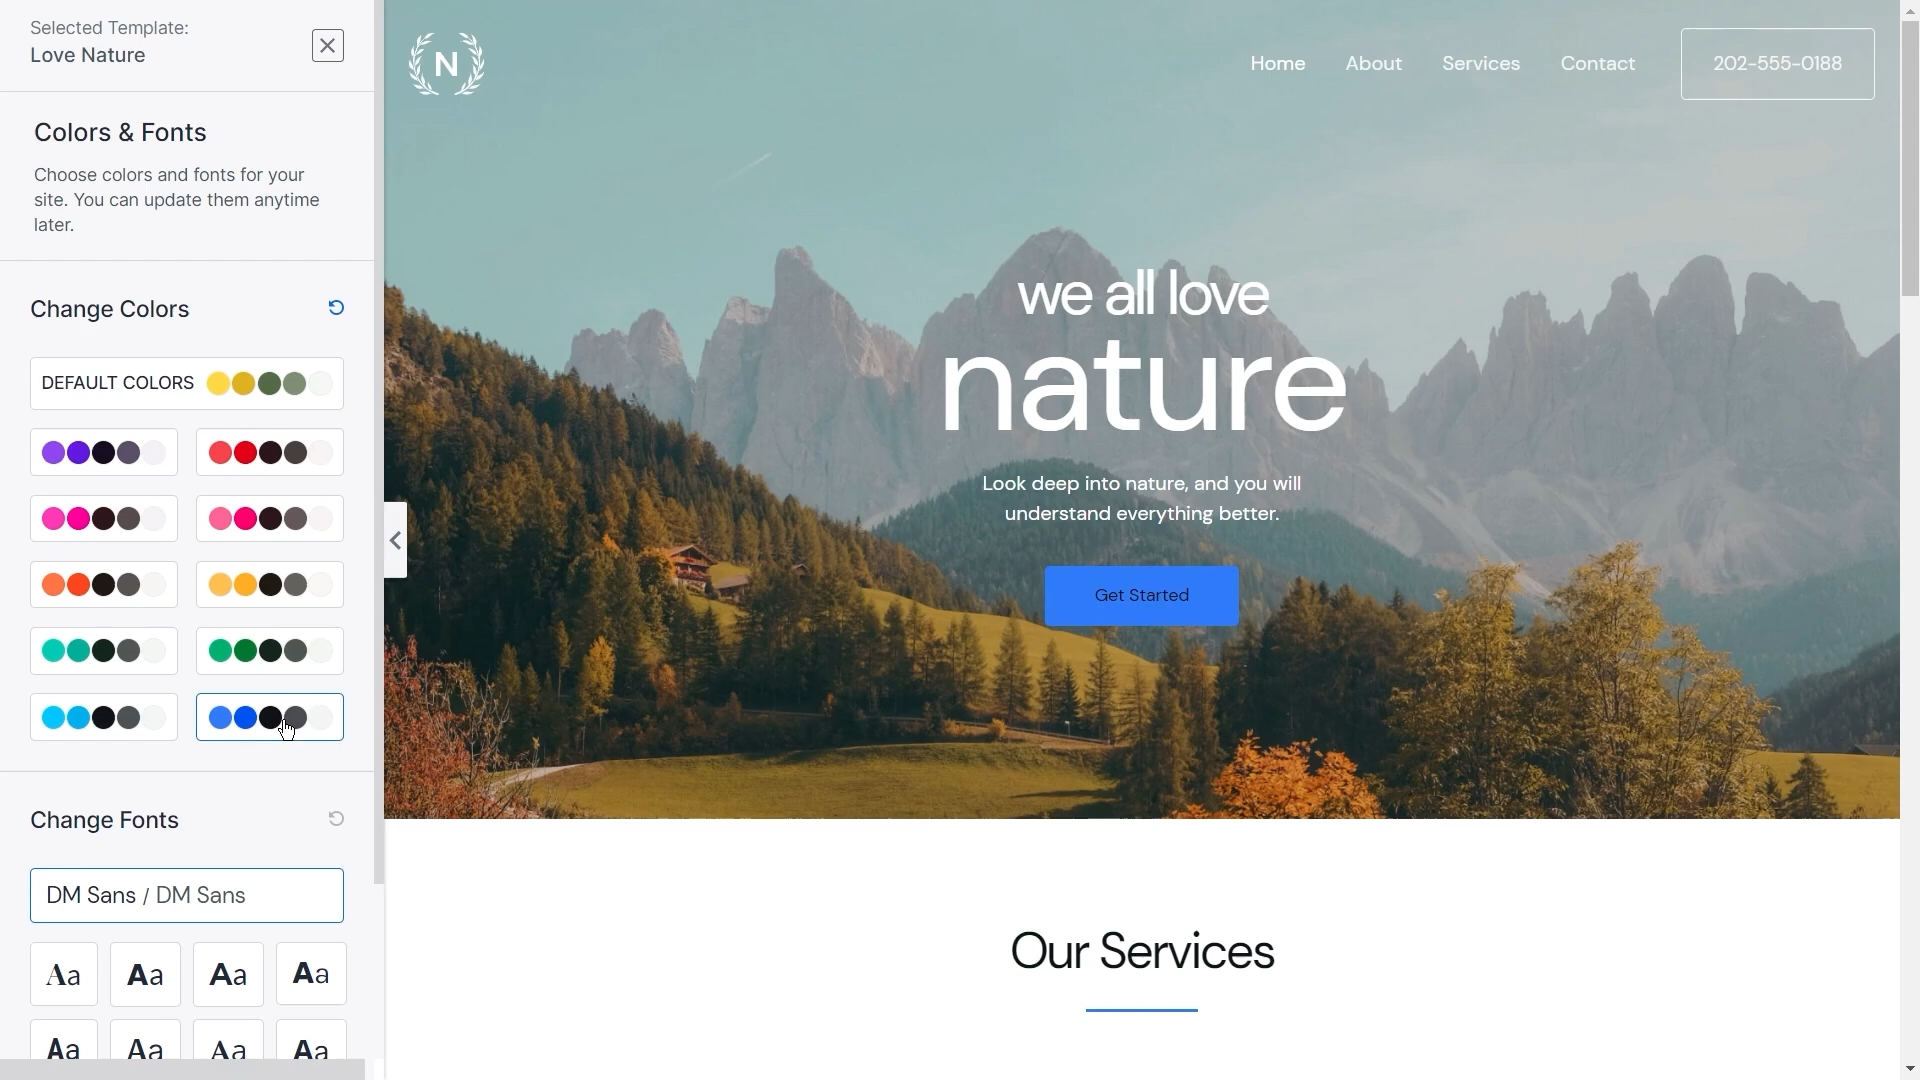 Selected Template:
Love Nature
Colors & Fonts
Choose colors and fonts for your
site. You can update them anytime
later.
Change Colors
DEFAULT COLORS
Change Fonts
DM Sans / DM Sans
Aa Aa Aa Aa
Aa Aa Aa Aa
N
Home About Services Contact 202-555-0188
we all love
nature
Look deep into nature, and you will
understand everything better.
Get Started
Our Services